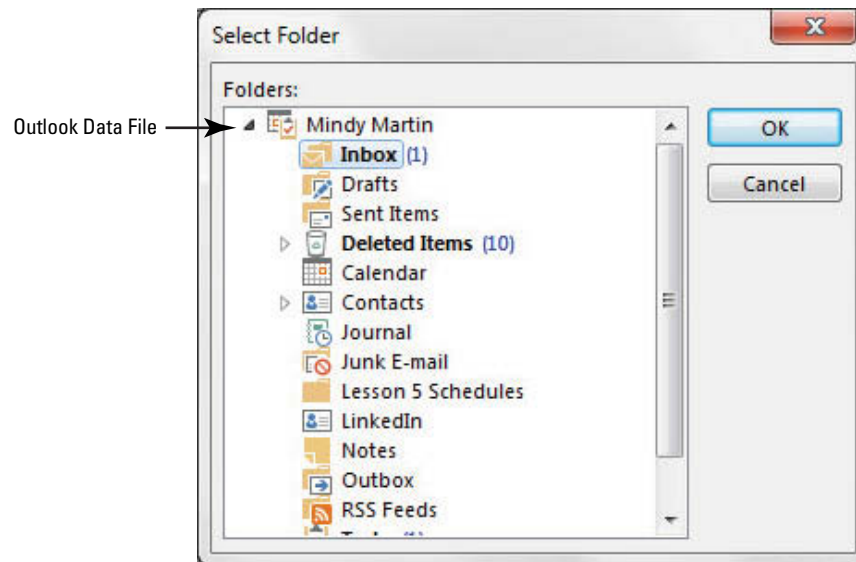 Select Folder
Folders:
Outlook Data File
Mindy Martin
OK
Inbox (1)
Drafts
Cancel
Sent Items
Deleted Items (10)
Calendar
Contacts
Journal
Junk E-mail
Lesson 5 Schedules
LinkedIn
Notes
Outbox
RSS Feeds